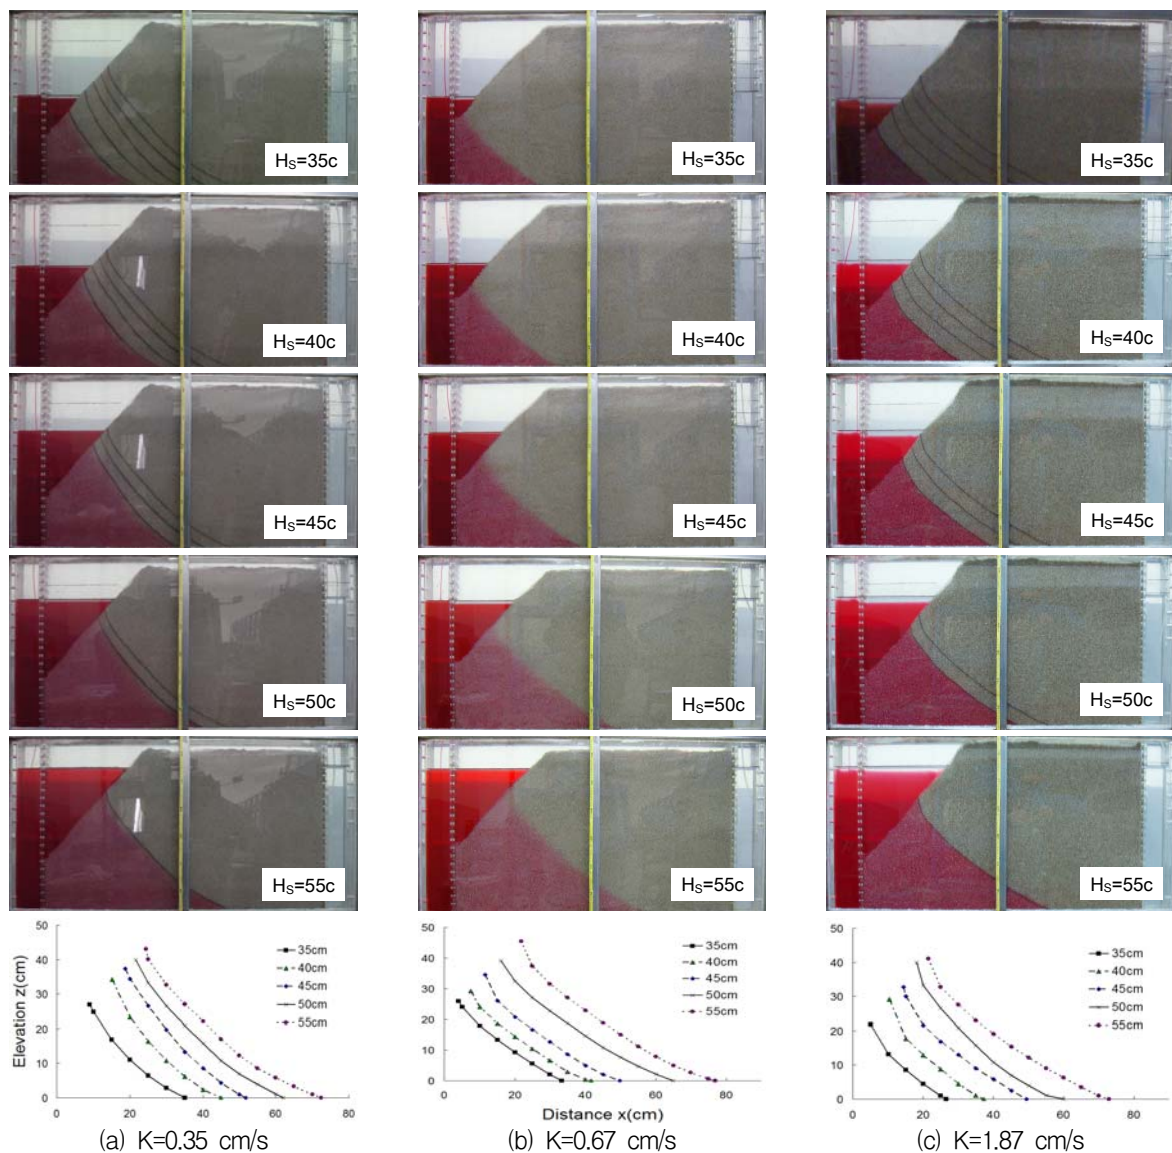 Hs=35c
Hs=35c
Hs=35c
Hs=40c
Hs=40c
Hs=40c
Hs=45c
Hs=45c
Hs=45c
Hs=50c
Hs=50c
Hs=50c
Hs=55c
Hs=55c
Hs=55c
Elevation z(cm)
50
40
30
20
10
0
0 20 40 60 80
35cm
40cm
45cm
50cm
55cm
(a) K=0.35 cm/s
50
40
30
20
10
0
0 20 40 60 80
35cm
40cm
45cm
50cm
55cm
Distance x(cm)
(b) K=0.67 cm/s
50
40
30
20
10
0
0 20 40 60 80
35cm
40cm
45cm
50cm
55cm
(c) K=1.87 cm/s